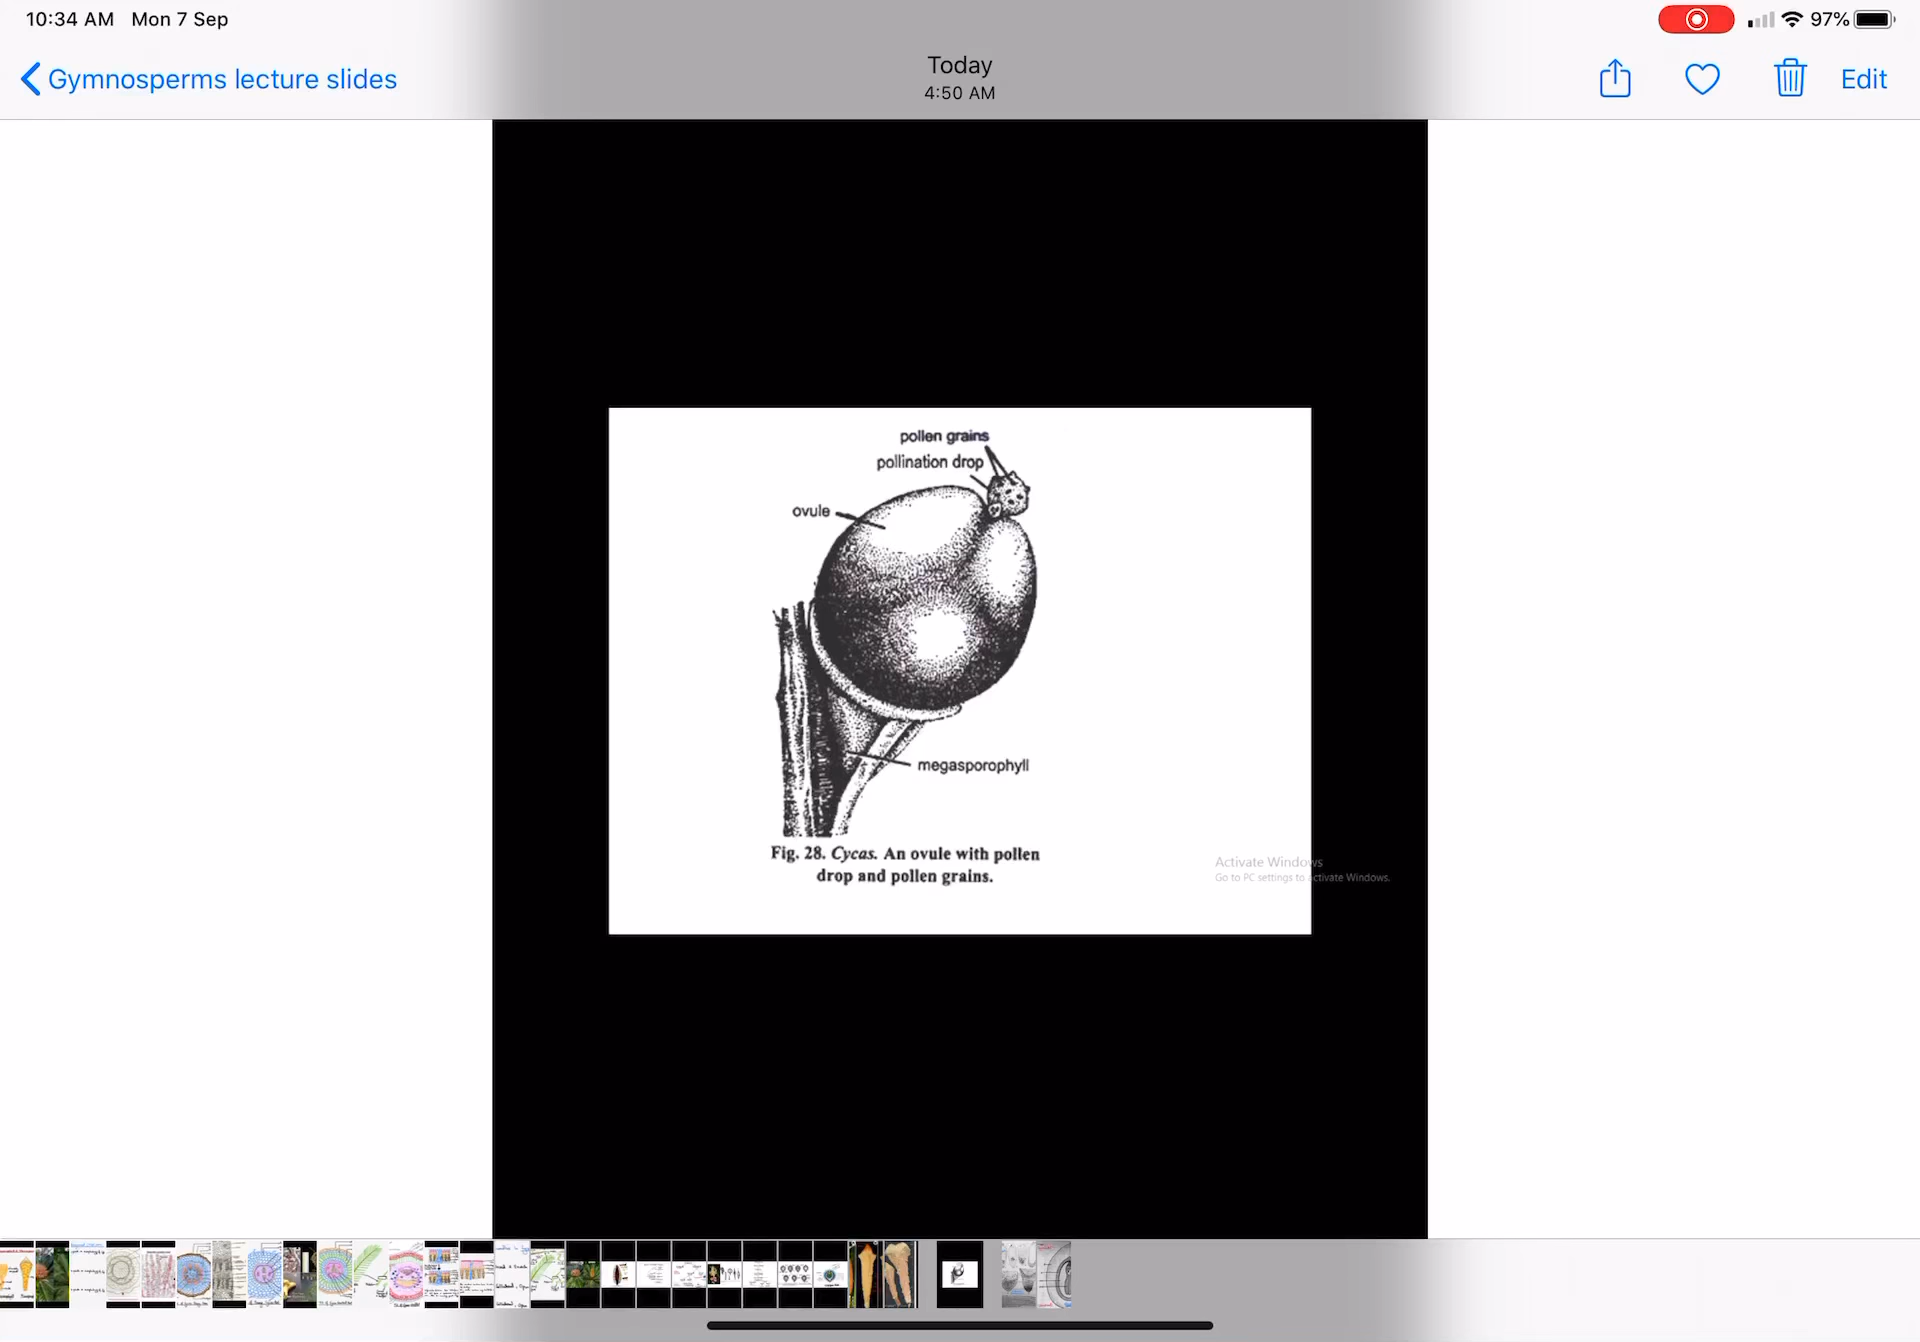 10:34 AM Mon 7 Sep
97%
Gymnosperms lecture slides
Today
4:50 AM
Edit
pollen grains
pollination drop
ovule
megasporophyll
Fig. 28. Cycas. An ovule with pollen
drop and pollen grains.
Activate Windows
Go to PC settings to activate Windows.